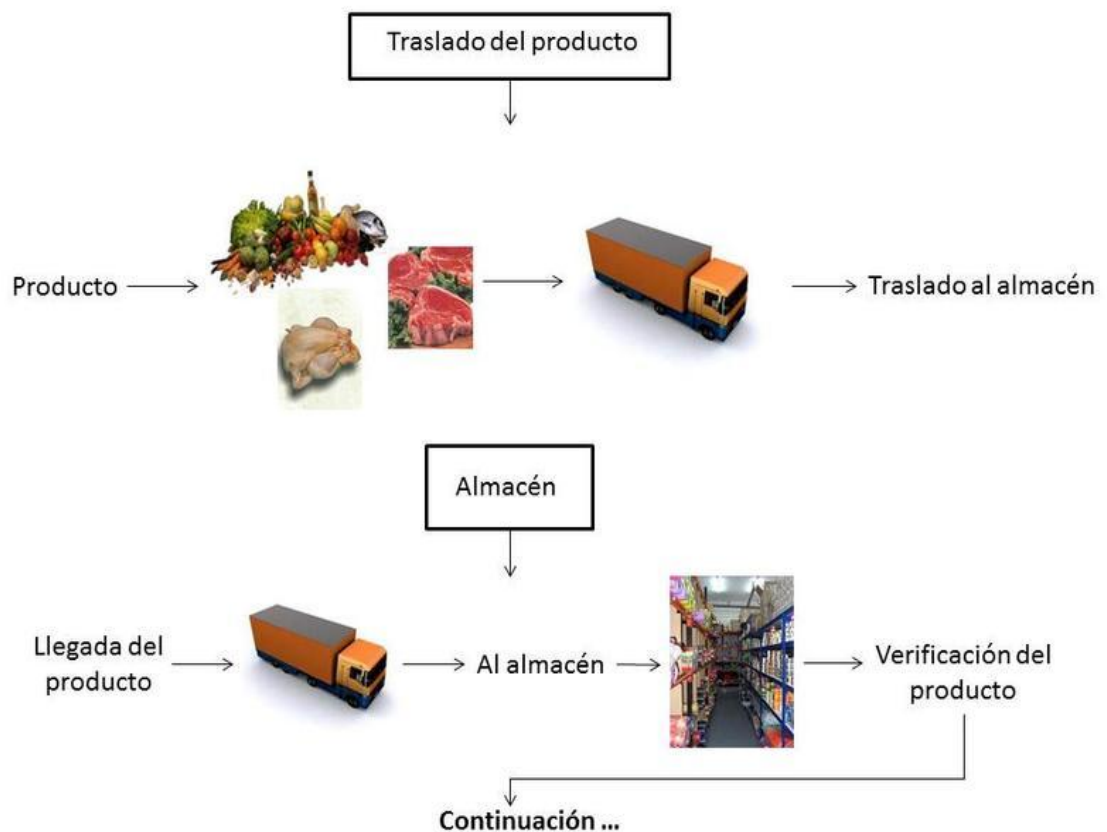 Traslado del producto
Producto
Traslado al almacén
Almacén
Llegada del
producto
Al almacén
Verificación del
producto
Continuación ...